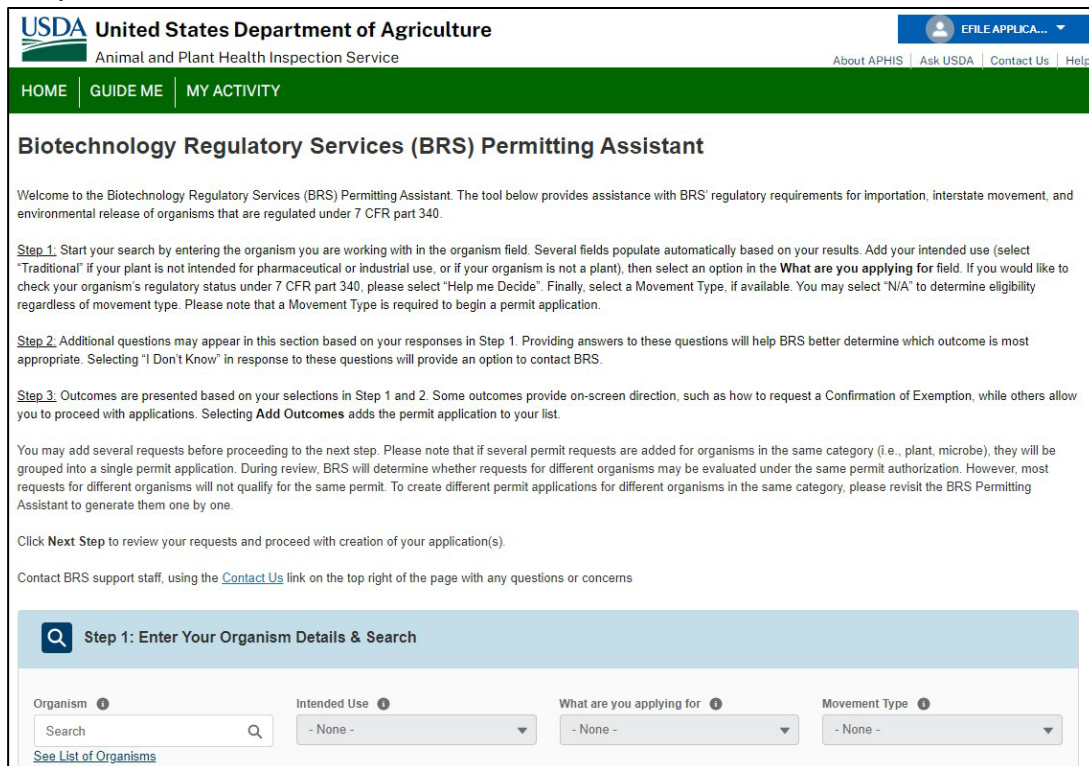 USDA United States Department of Agriculture
Animal and Plant Health Inspection Service
EFILE APPLICA...
About APHIS | Ask USDA | Contact Us | Help
HOME | GUIDE ME | MY ACTIVITY
Biotechnology Regulatory Services (BRS) Permitting Assistant
Welcome to the Biotechnology Regulatory Services (BRS) Permitting Assistant. The tool below provides assistance with BRS' regulatory requirements for importation, interstate movement, and
environmental release of organisms that are regulated under 7 CFR part 340.
Step 1: Start your search by entering the organism you are working with in the organism field. Several fields populate automatically based on your results. Add your intended use (select
"Traditional" if your plant is not intended for pharmaceutical or industrial use, or if your organism is not a plant), then select an option in the What are you applying for field. If you would like to
check your organism's regulatory status under 7 CFR part 340, please select "Help me Decide". Finally, select a Movement Type, if available. You may select "N/A" to determine eligibility
regardless of movement type. Please note that a Movement Type is required to begin a permit application.
Step 2: Additional questions may appear in this section based on your responses in Step 1. Providing answers to these questions will help BRS better determine which outcome is most
appropriate. Selecting "I Don't Know" in response to these questions will provide an option to contact BRS.
Step 3: Outcomes are presented based on your selections in Step 1 and 2. Some outcomes provide on-screen direction, such as how to request a Confirmation of Exemption, while others allow
you to proceed with applications. Selecting Add Outcomes adds the permit application to your list.
You may add several requests before proceeding to the next step. Please note that if several permit requests are added for organisms in the same category (i.e., plant, microbe), they will be
grouped into a single permit application. During review, BRS will determine whether requests for different organisms may be evaluated under the same permit authorization. However, most
requests for different organisms will not qualify for the same permit. To create different permit applications for different organisms in the same category, please revisit the BRS Permitting
Assistant to generate them one by one.
Click Next Step to review your requests and proceed with creation of your application(s).
Contact BRS support staff, using the Contact Us link on the top right of the page with any questions or concerns
Step 1: Enter Your Organism Details & Search
Organism Intended Use What are you applying for Movement Type
Search - None - - None - - None -
See List of Organisms